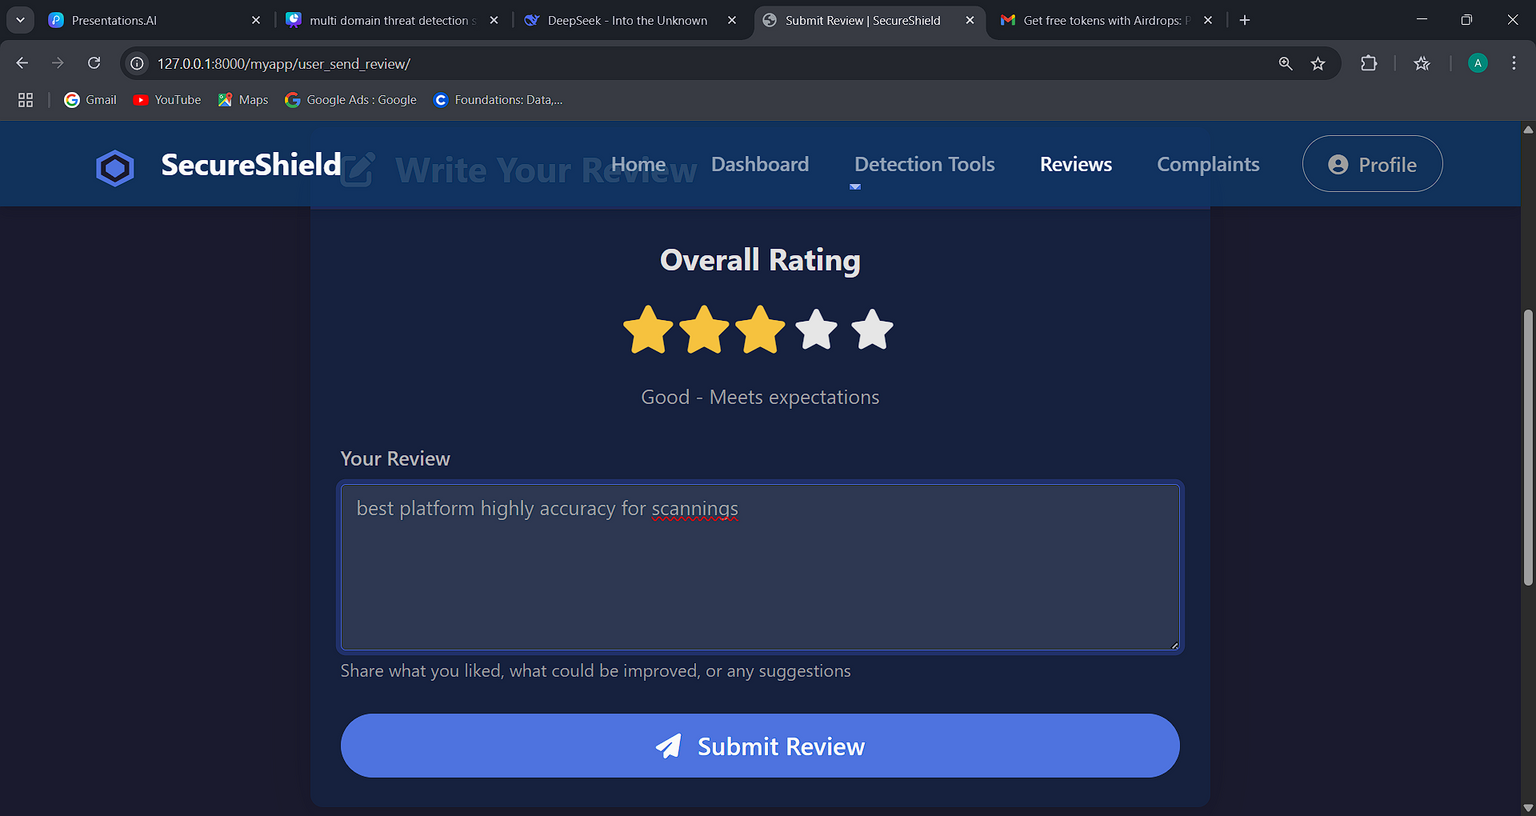 Presentations.AI
multi domain threat detection s
DeepSeek - Into the Unknown
Submit Review | SecureShield
Get free tokens with Airdrops: P
127.0.0.1:8000/myapp/user_send_review/
A
Gmail
YouTube
Maps
Google Ads : Google
Foundations: Data,...
SecureShield
Write Your Review
Home
Dashboard
Detection Tools
Reviews
Complaints
Profile
Overall Rating
Good - Meets expectations
Your Review
best platform highly accuracy for scannings
Share what you liked, what could be improved, or any suggestions
Submit Review